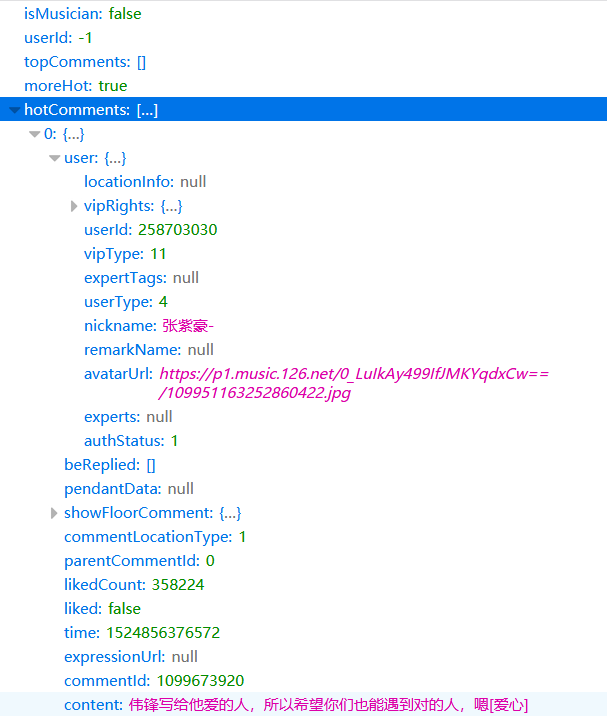 isMusician: false
userId: -1
topComments: []
moreHot: true
hotComments: [...]
0: {...}
user: {...}
locationInfo: null
vipRights: {...}
userId: 258703030
vipType: 11
expertTags: null
userType: 4
nickname: 张紫豪-
remarkName: null
avatarUrl: https://p1.music.126.net/0_LuIkAy499IfJMKYqdxCw==
/109951163252860422.jpg
experts: null
authStatus: 1
beReplied: []
pendantData: null
showFloorComment: {...}
commentLocationType: 1
parentCommentId: 0
likedCount: 358224
liked: false
time: 1524856376572
expressionUrl: null
commentId: 1099673920
content: 伟锋写给他爱的人，所以希望你们也能遇到对的人，嗯[爱心]